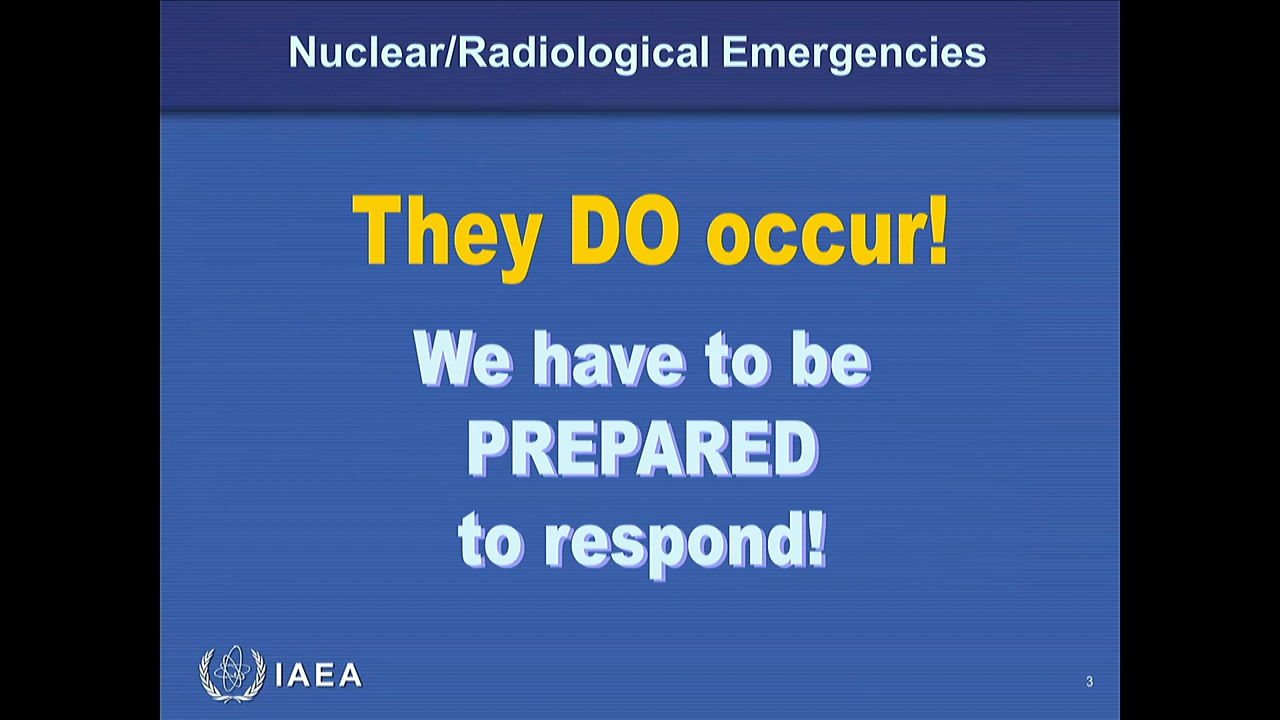 Nuclear/Radiological Emergencies
They DO occur!
We have to be
PREPARED
to respond!
IAEA
3